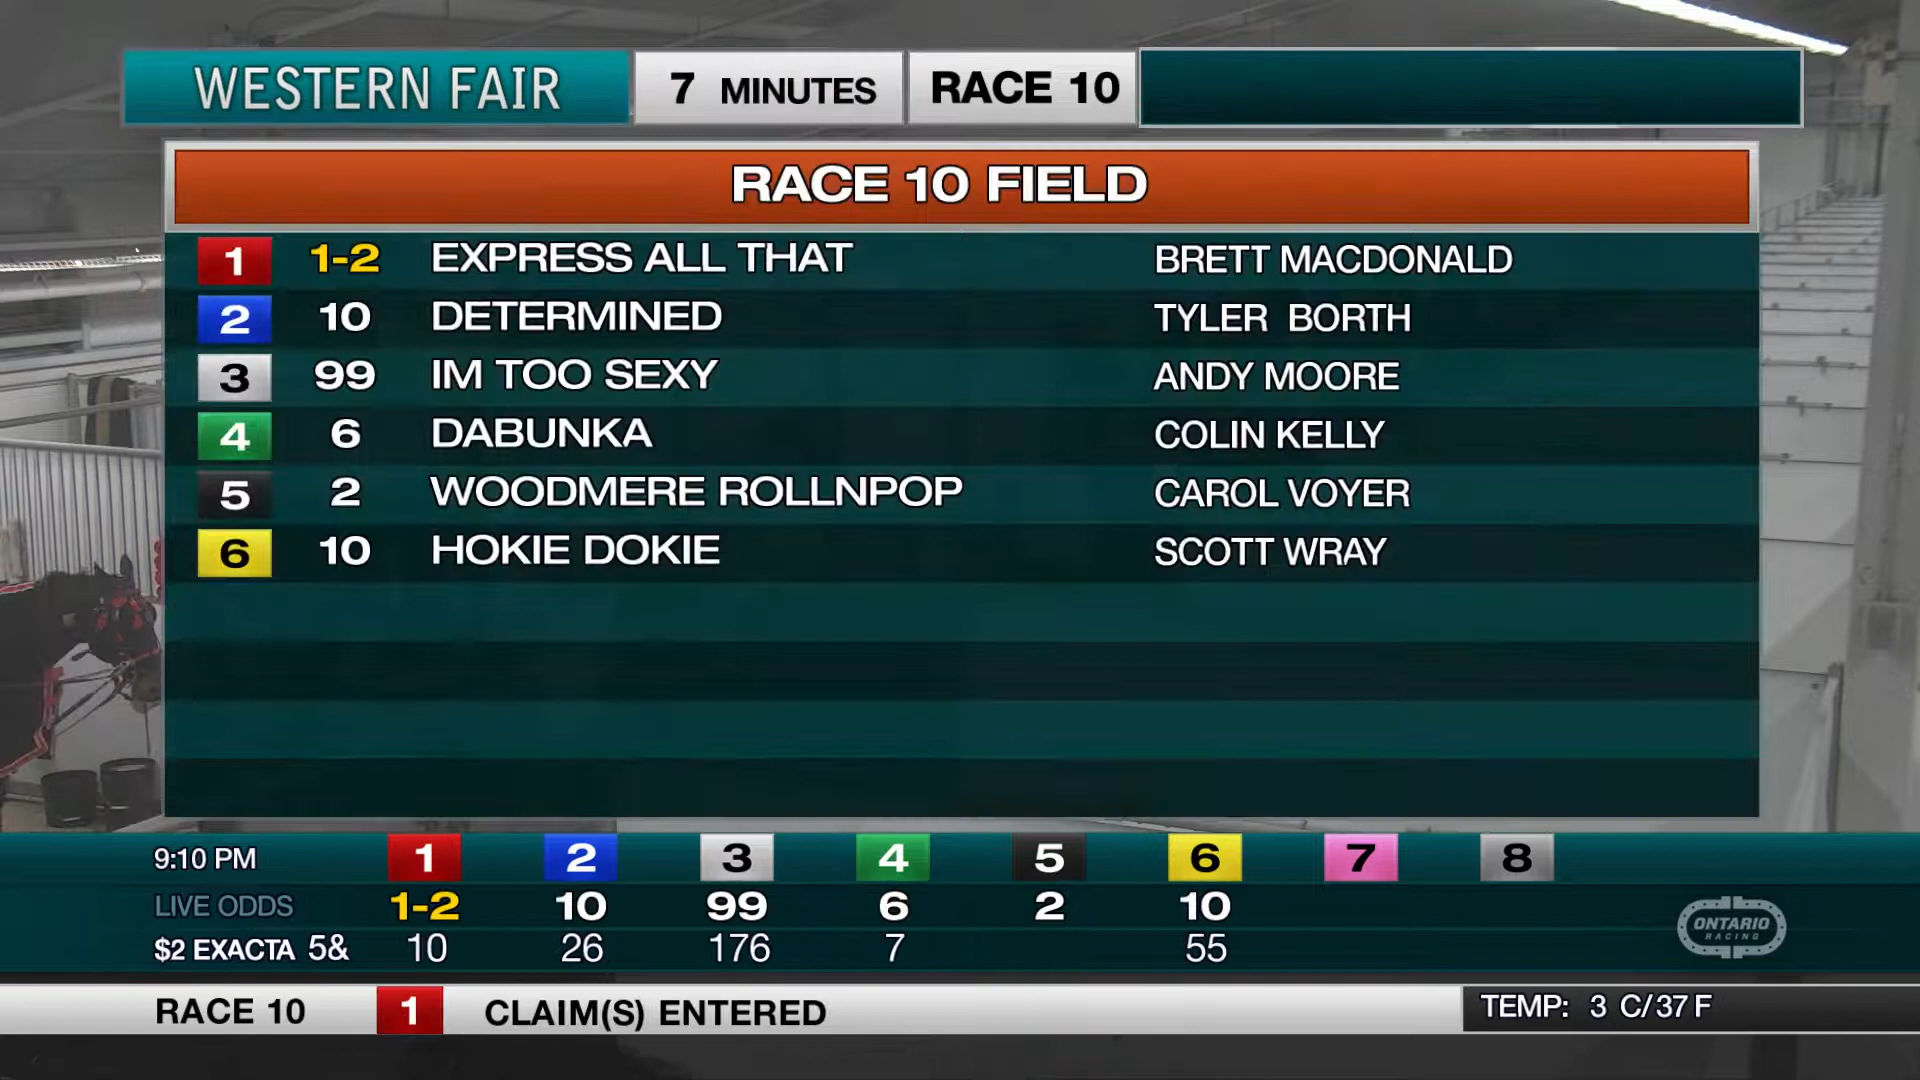 WESTERN FAIR 7 MINUTES RACE 10
RACE 10 FIELD
1 1-2 EXPRESS ALL THAT BRETT MACDONALD
2 10 DETERMINED TYLER BORTH
3 99 IM TOO SEXY ANDY MOORE
4 6 DABUNKA COLIN KELLY
5 2 WOODMERE ROLLNPOP CAROL VOYER
6 10 HOKIE DOKIE SCOTT WRAY
9:10 PM 1 2 3 4 5 6 7 8
LIVE ODDS 1-2 10 99 6 2 10
$2 EXACTA 5& 10 26 176 7 55
ONTARIO
RACING
RACE 10 1 CLAIM(S) ENTERED TEMP: 3 C/37 F